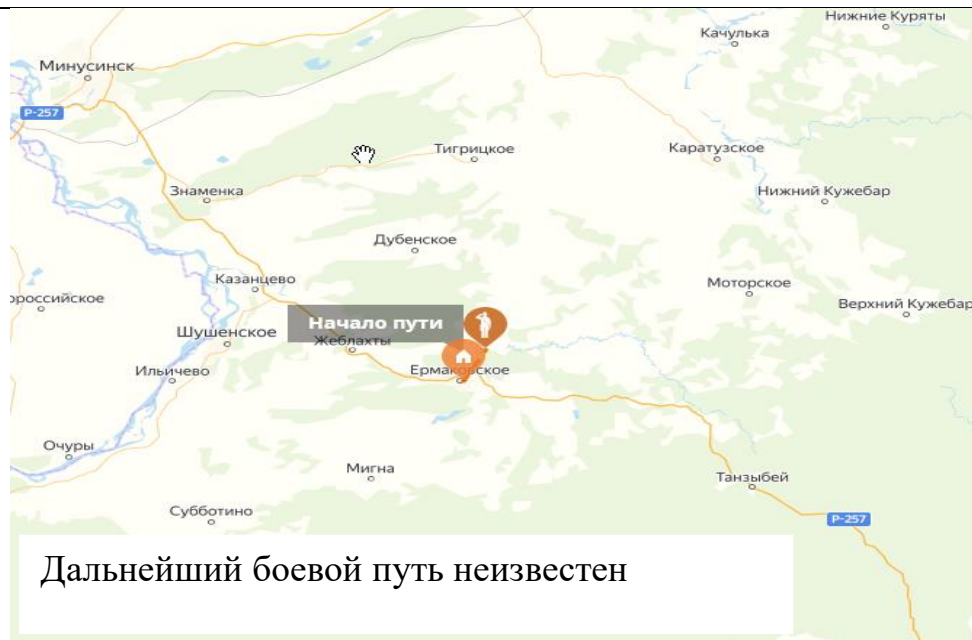 Нижние Куряты
Качулька
Минусинск
Р-257
Тигрицкое
Каратузское
Знаменка
Нижний Кужебар
Дубенское
Казанцево
Моторское
ороссийское
Верхний Кужебар
Начало пути
Шушенское
Жеблахты
Ильичево
Ермаковское
Очуры
Мигна
Танзыбей
Субботино
Р-257
Дальнейший боевой путь неизвестен